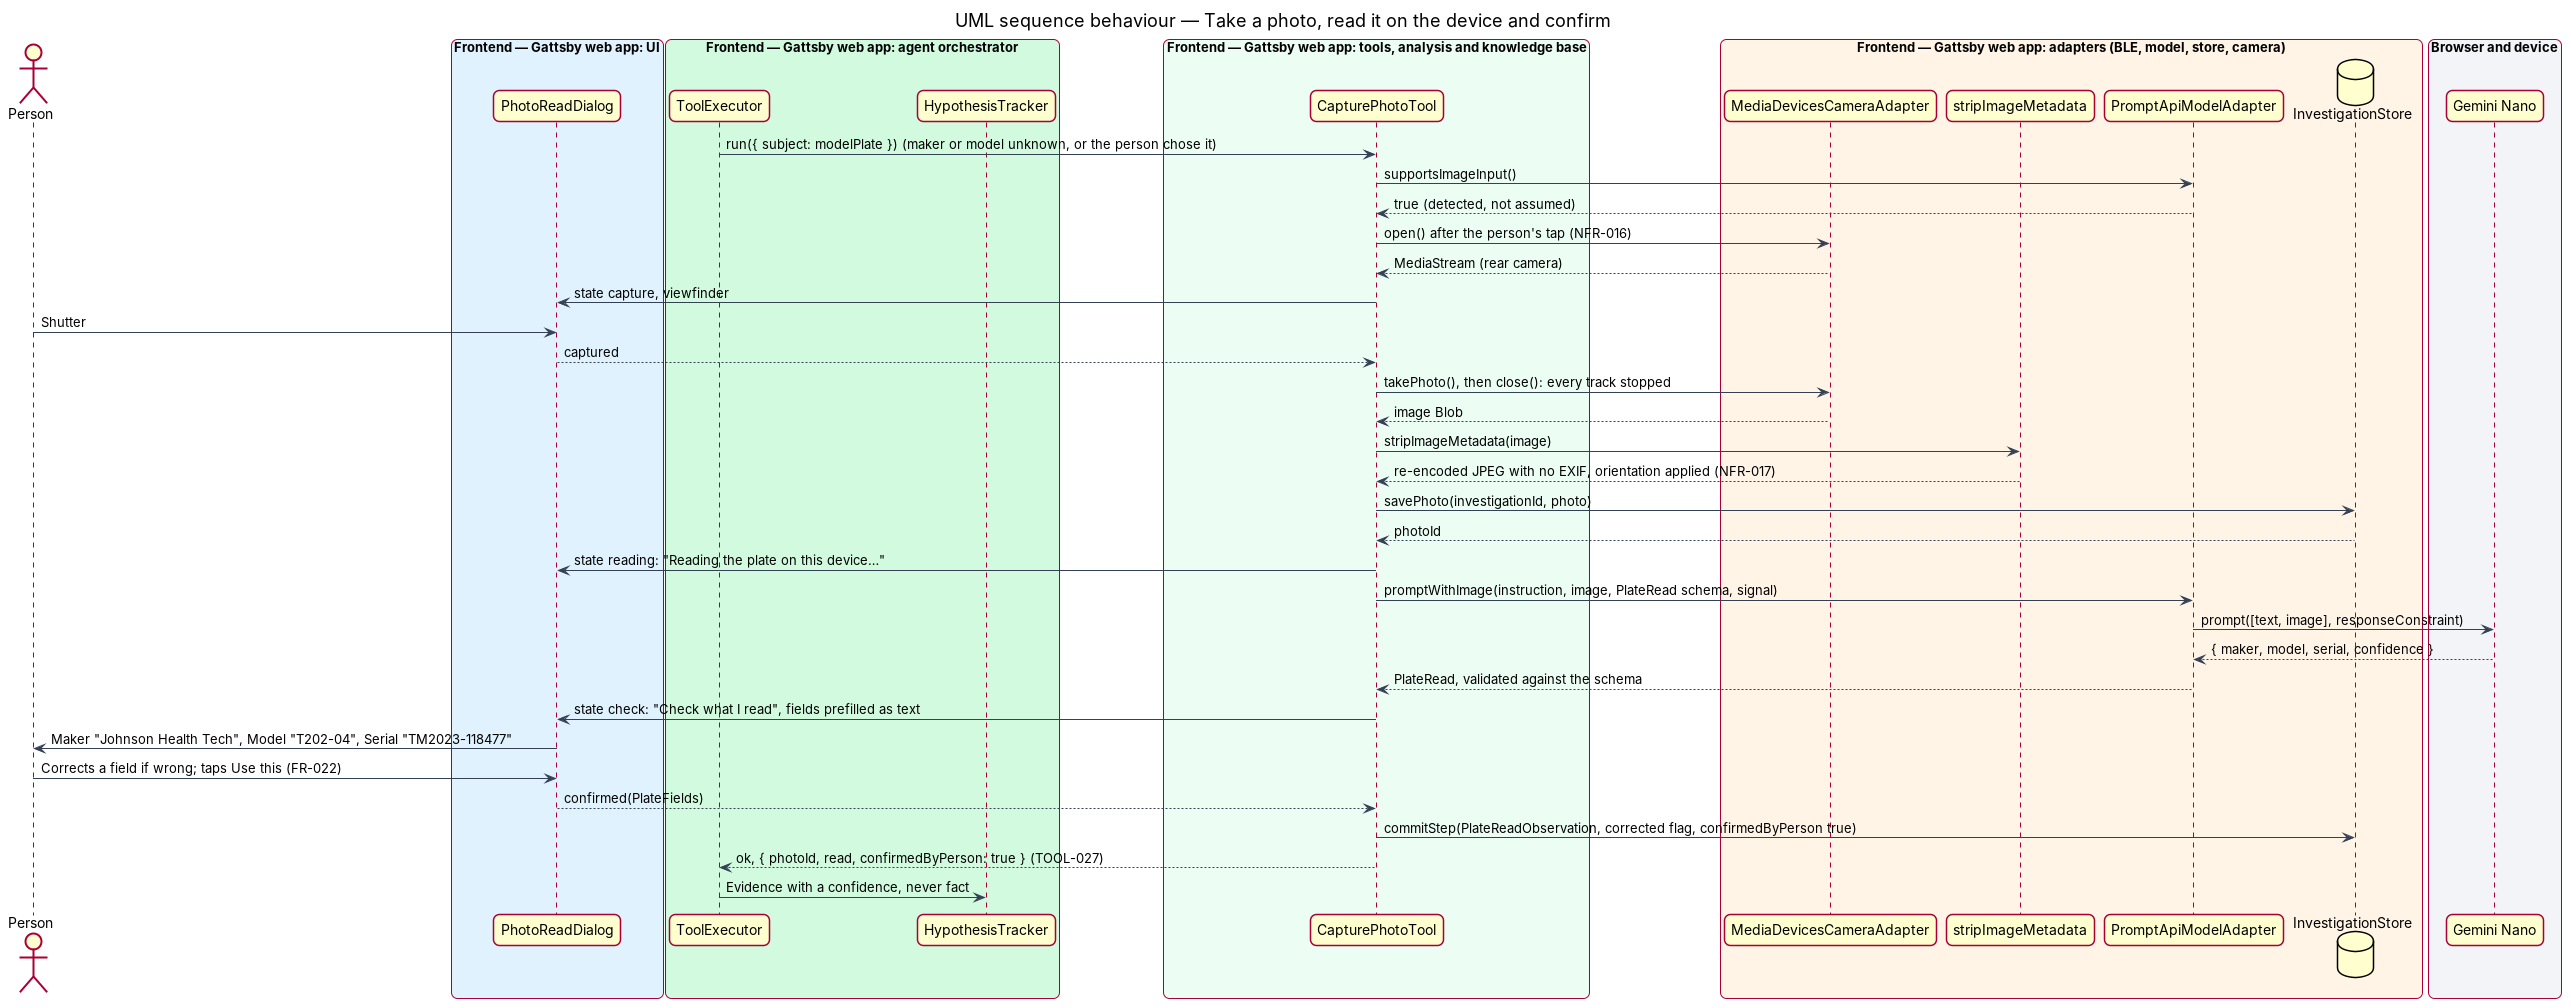 UML sequence behaviour — Take a photo, read it on the device and confirm
Frontend — Gattsby web app: UI
Frontend — Gattsby web app: agent orchestrator
Frontend — Gattsby web app: tools, analysis and knowledge base
Frontend — Gattsby web app: adapters (BLE, model, store, camera)
Browser and device
Person
PhotoReadDialog
ToolExecutor
HypothesisTracker
CapturePhotoTool
MediaDevicesCameraAdapter
stripImageMetadata
PromptApiModelAdapter
InvestigationStore
Gemini Nano
run({ subject: modelPlate }) (maker or model unknown, or the person chose it)
supportsImageInput()
true (detected, not assumed)
open() after the person's tap (NFR-016)
MediaStream (rear camera)
state capture, viewfinder
Shutter
captured
takePhoto(), then close(): every track stopped
image Blob
stripImageMetadata(image)
re-encoded JPEG with no EXIF, orientation applied (NFR-017)
savePhoto(investigationId, photo)
photoId
state reading: "Reading the plate on this device…"
promptWithImage(instruction, image, PlateRead schema, signal)
prompt([text, image], responseConstraint)
{ maker, model, serial, confidence }
PlateRead, validated against the schema
state check: "Check what I read", fields prefilled as text
Maker "Johnson Health Tech", Model "T202-04", Serial "TM2023-118477"
Corrects a field if wrong; taps Use this (FR-022)
confirmed(PlateFields)
commitStep(PlateReadObservation, corrected flag, confirmedByPerson true)
ok, { photoId, read, confirmedByPerson: true } (TOOL-027)
Evidence with a confidence, never fact
Person
PhotoReadDialog
ToolExecutor
HypothesisTracker
CapturePhotoTool
MediaDevicesCameraAdapter
stripImageMetadata
PromptApiModelAdapter
InvestigationStore
Gemini Nano